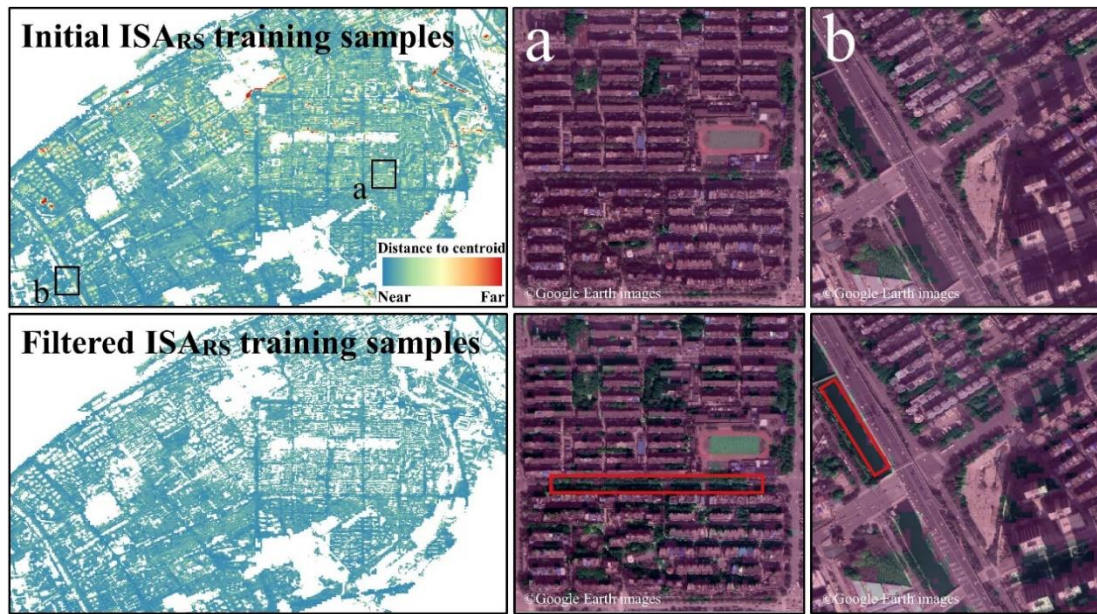 Initial ISARS training samples
a
b
Distance to centroid
Near Far
a
©Google Earth images
b
©Google Earth images
Filtered ISARS training samples
©Google Earth images
©Google Earth images